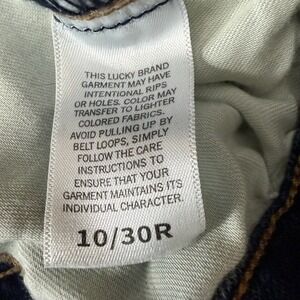 THIS LUCKY BRAND
GARMENT MAY HAVE
INTENTIONAL RIPS
OR HOLES. COLOR MAY
TRANSFER TO LIGHTER
COLORED FABRICS.
AVOID PULLING UP BY
BELT LOOPS, SIMPLY
FOLLOW THE CARE
INSTRUCTIONS TO
ENSURE THAT YOUR
GARMENT MAINTAINS ITS
INDIVIDUAL CHARACTER.
10/30R